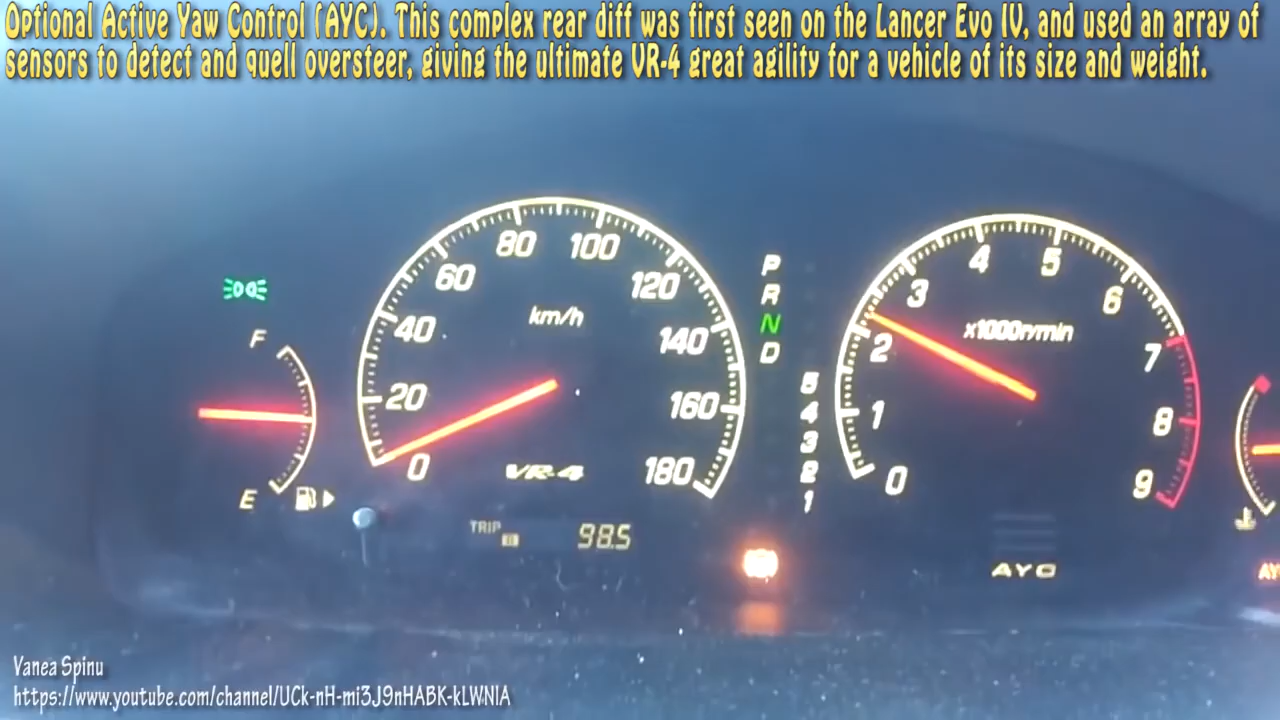 Optional Active Yaw Control (AYC). This complex rear diff was first seen on the Lancer Evo IV, and used an array of
sensors to detect and quell oversteer, giving the ultimate VR-4 great agility for a vehicle of its size and weight.
F
E
0
20
40
60
80
100
120
140
160
180
km/h
VR-4
TRIP B 98.5
P
R
N
D
5
4
3
2
1
0
1
2
3
4
5
6
7
8
9
x1000r/min
AYC
AY
Vanea Spinu
https://www.youtube.com/channel/UCk-nH-mi3J9nHABK-kLWNIA